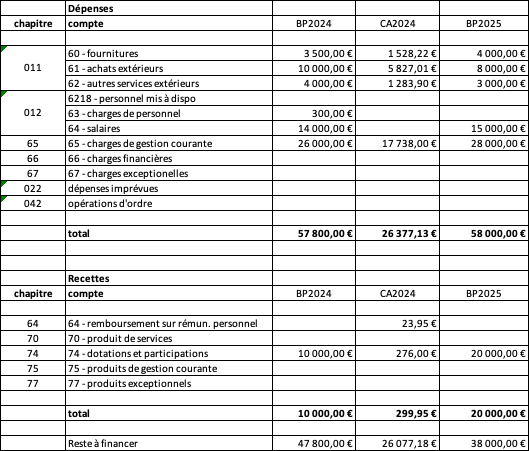 Dépenses
chapitre compte BP2024 CA2024 BP2025
011 60 - fournitures 3 500,00 € 1 528,22 € 4 000,00 €
61 - achats extérieurs 10 000,00 € 5 827,01 € 8 000,00 €
62 - autres services extérieurs 4 000,00 € 1 283,90 € 3 000,00 €
012 6218 - personnel mis à dispo
63 - charges de personnel 300,00 €
64 - salaires 14 000,00 € 15 000,00 €
65 65 - charges de gestion courante 26 000,00 € 17 738,00 € 28 000,00 €
66 66 - charges financières
67 67 - charges exceptionelles
022 dépenses imprévues
042 opérations d'ordre
total 57 800,00 € 26 377,13 € 58 000,00 €
Recettes
chapitre compte BP2024 CA2024 BP2025
64 64 - remboursement sur rémun. personnel 23,95 €
70 70 - produit de services
74 74 - dotations et participations 10 000,00 € 276,00 € 20 000,00 €
75 75 - produits de gestion courante
77 77 - produits exceptionnels
total 10 000,00 € 299,95 € 20 000,00 €
Reste à financer 47 800,00 € 26 077,18 € 38 000,00 €